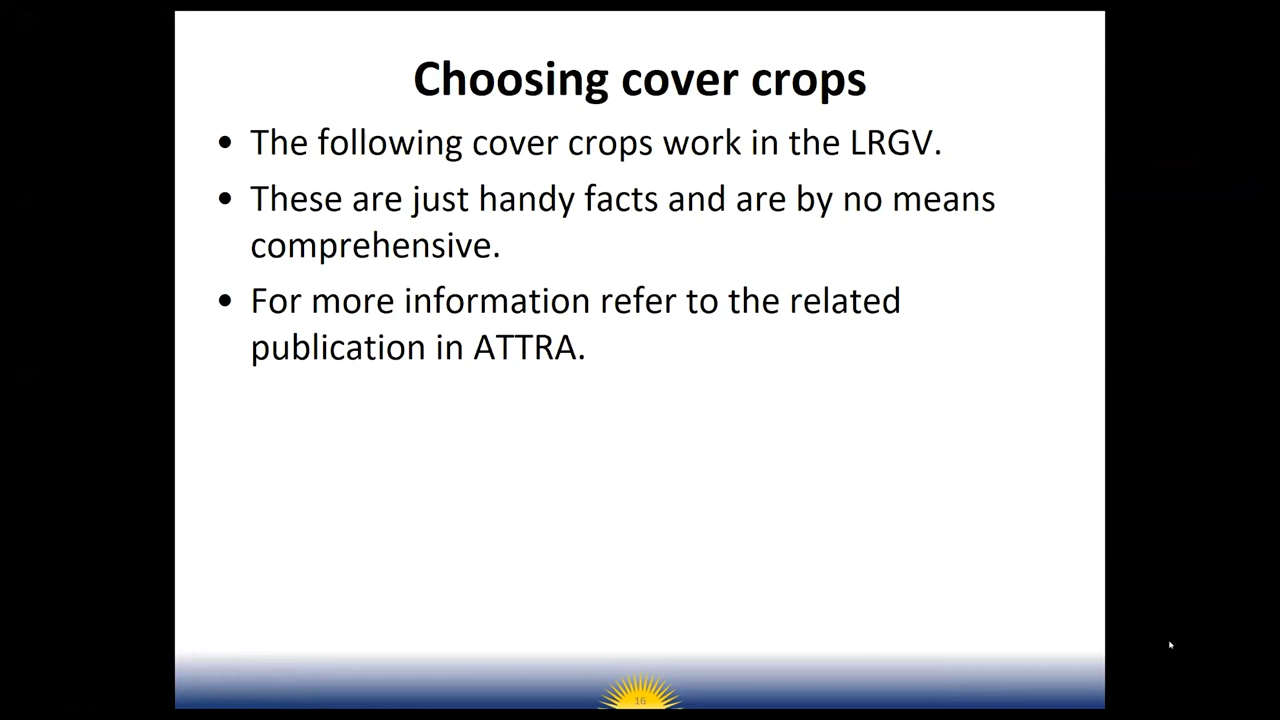 Choosing cover crops
• The following cover crops work in the LRGV.
• These are just handy facts and are by no means
comprehensive.
• For more information refer to the related
publication in ATTRA.
16